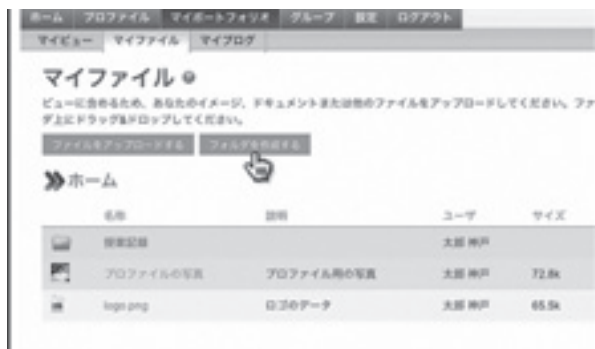 ホーム プロファイル マイポートフォリオ グループ 設定 ログアウト
マイビュー マイファイル マイブログ
マイファイル
ビューに含めるため、あなたのイメージ、ドキュメントまたは他のファイルをアップロードしてください。ファ
ダ上にドラッグ&ドロップしてください。
ファイルをアップロードする フォルダを作成する
ホーム
名称 説明 ユーザ サイズ
授業記録 太郎 神戸
プロファイルの写真 プロファイル用の写真 太郎 神戸 72.8k
logo.png ロゴのデータ 太郎 神戸 65.5k